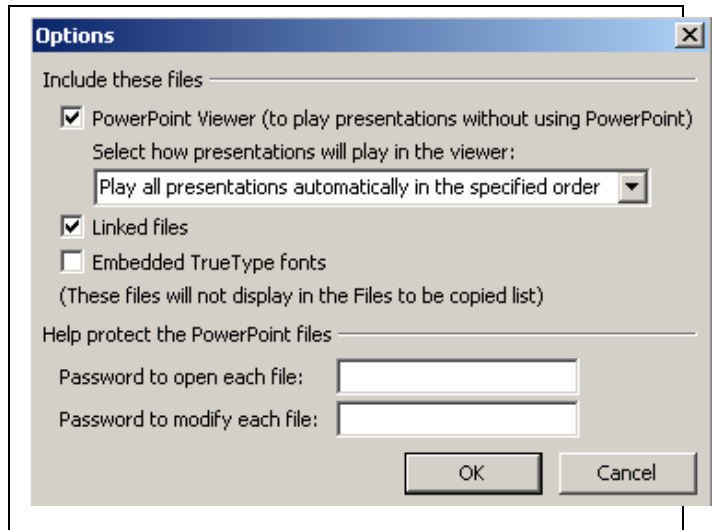 Options
Include these files
PowerPoint Viewer (to play presentations without using PowerPoint)
Select how presentations will play in the viewer:
Play all presentations automatically in the specified order
Linked files
Embedded TrueType fonts
(These files will not display in the Files to be copied list)
Help protect the PowerPoint files
Password to open each file:
Password to modify each file:
OK Cancel